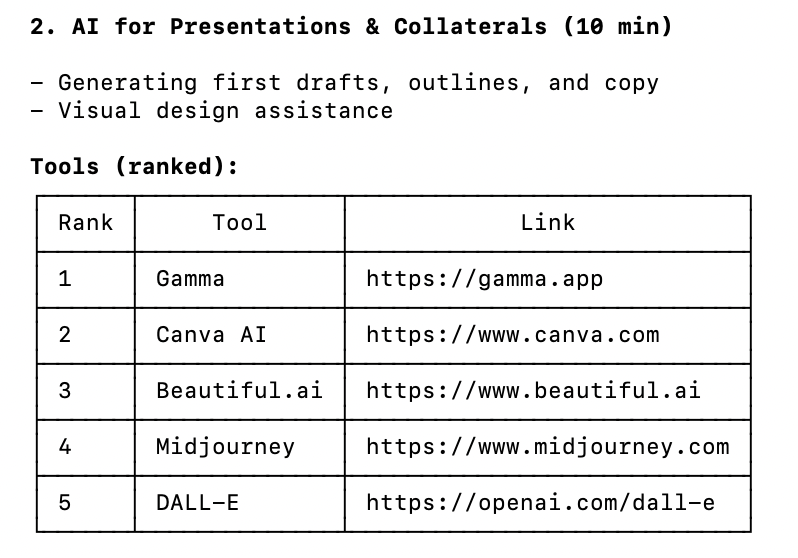 2. AI for Presentations & Collaterals (10 min)
– Generating first drafts, outlines, and copy
– Visual design assistance
Tools (ranked):
Rank Tool Link
1 Gamma https://gamma.app
2 Canva AI https://www.canva.com
3 Beautiful.ai https://www.beautiful.ai
4 Midjourney https://www.midjourney.com
5 DALL–E https://openai.com/dall–e